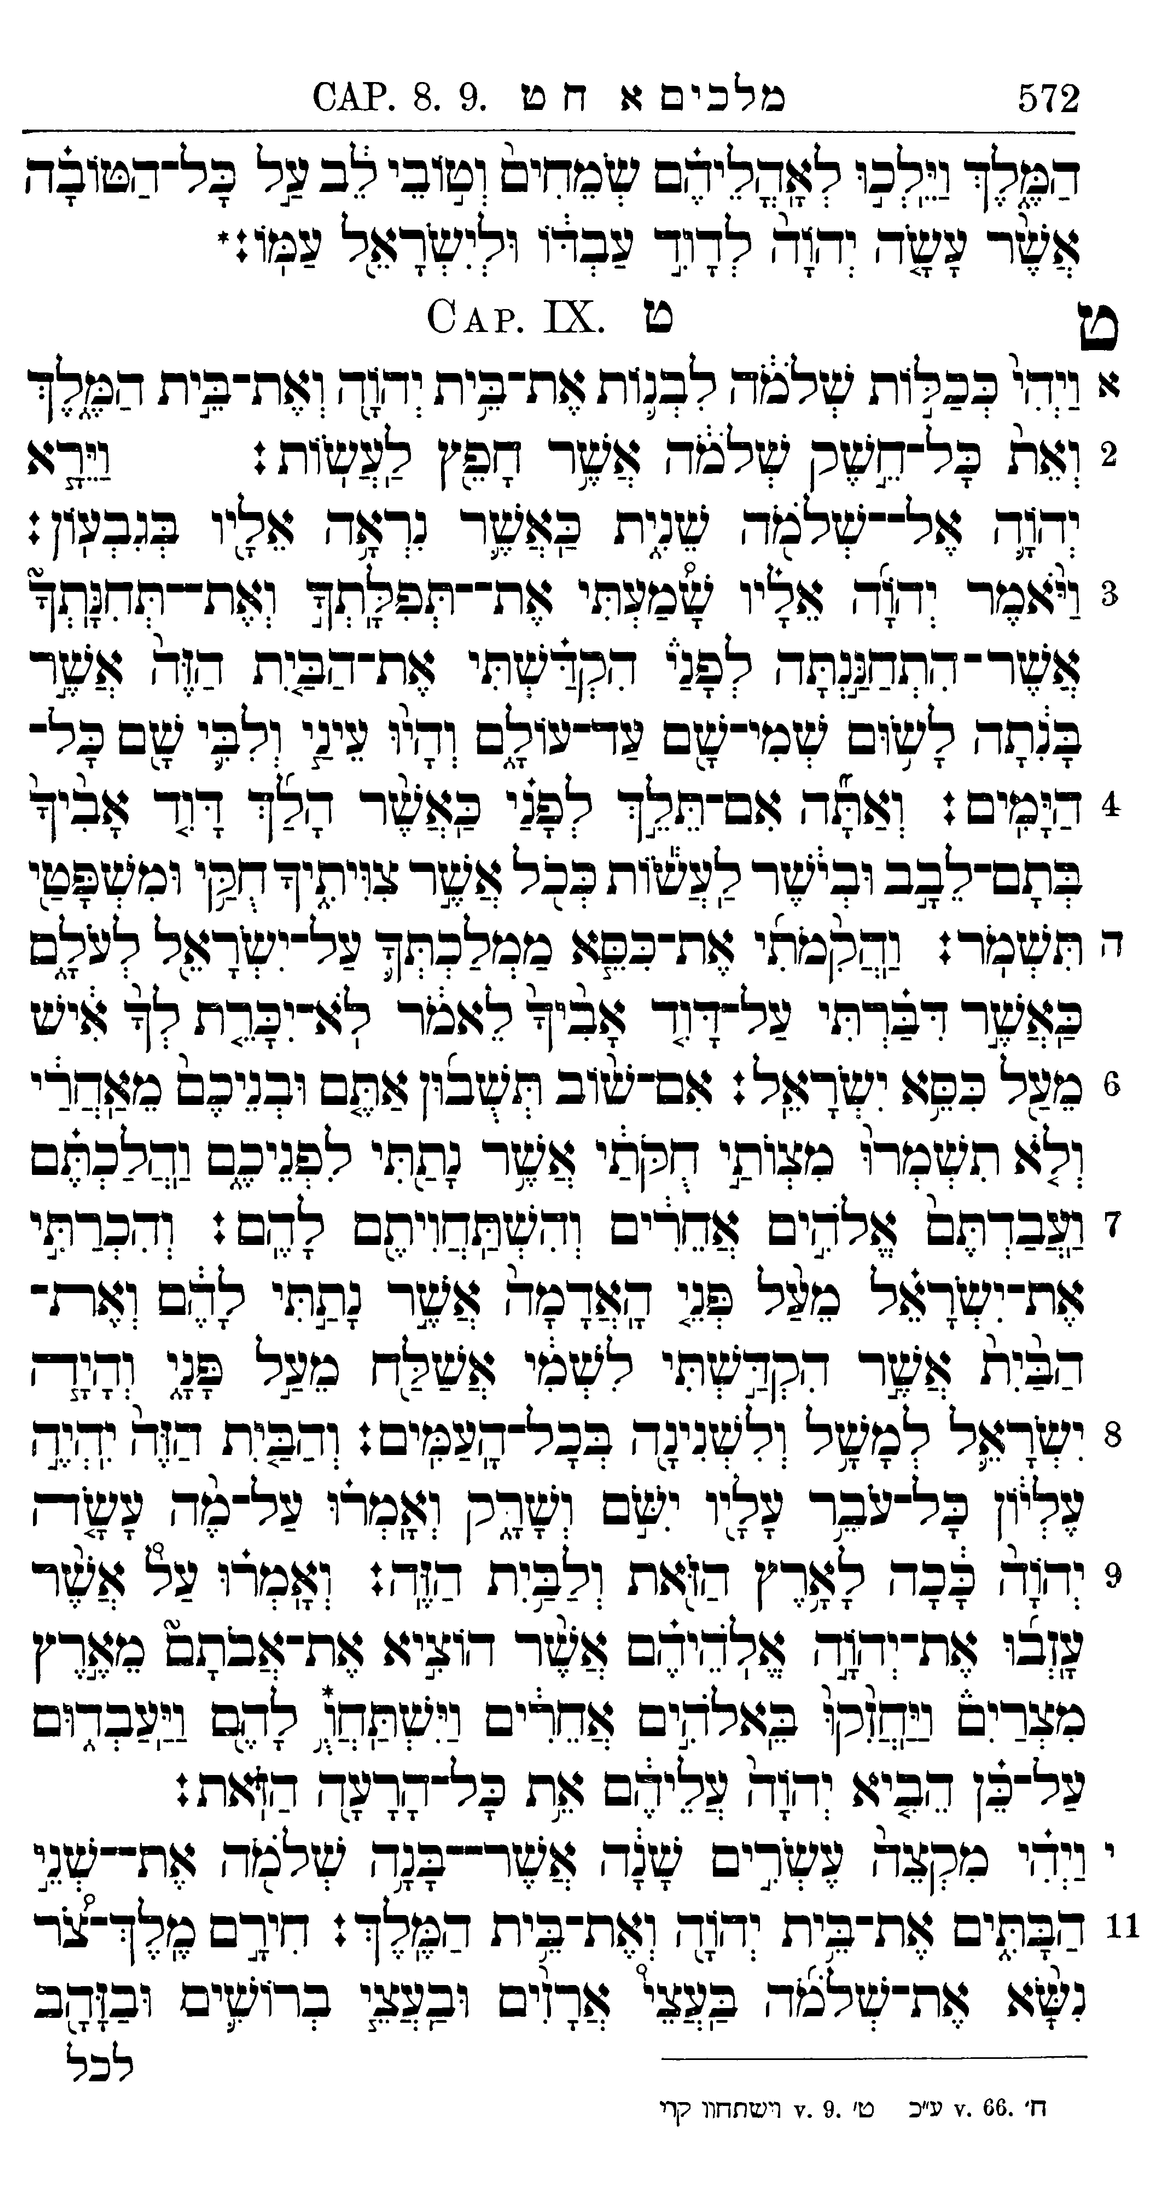 572 מלכים א ח ט CAP. 8. 9.
הַמֶּ֑לֶךְ וַיֵּֽלְכ֣וּ לְאָֽהֳלֵיהֶ֗ם שְׂמֵחִים֙ וְט֣וֹבֵי לֵ֔ב עַ֣ל כָּל־הַטּוֹבָ֗ה
אֲשֶׁ֨ר עָשָׂ֤ה יְהוָֹה֙ לְדָוִ֣ד עַבְדּ֔וֹ וּלְיִשְׂרָאֵ֖ל עַמּֽוֹ׃*
CAP. IX. ט
ט
א וַיְהִי֙ כְּכַלּ֣וֹת שְׁלֹמֹ֔ה לִבְנ֥וֹת אֶת־בֵּֽית־יְהוָֹ֖ה וְאֶת־בֵּ֣ית הַמֶּ֑לֶךְ
2 וְאֵת֙ כָּל־חֵ֣שֶׁק שְׁלֹמֹ֔ה אֲשֶׁ֥ר חָפֵ֖ץ לַֽעֲשֽׂוֹת׃ וַיֵּרָ֧א
יְהוָֹ֛ה אֶל־שְׁלֹמֹ֖ה שֵׁנִ֑ית כַּֽאֲשֶׁ֛ר נִרְאָ֥ה אֵלָ֖יו בְּגִבְעֽוֹן׃
3 וַיֹּ֨אמֶר יְהוָֹ֜ה אֵלָ֗יו שָׁ֠מַעְתִּי אֶת־תְּפִלָּֽתְךָ֣ וְאֶת־תְּחִנָּֽתְךָ֮
אֲשֶׁר־הִתְחַנַּ֣נְתָּה לְפָנַי֒ הִקְדַּ֗שְׁתִּי אֶת־הַבַּ֤יִת הַזֶּה֙ אֲשֶׁ֣ר
בָּנִ֔תָה לָשׂ֥וּם שְׁמִי־שָׁ֖ם עַד־עוֹלָ֑ם וְהָי֨וּ עֵינַ֧י וְלִבִּ֛י שָׁ֖ם כָּל־
4 הַיָּמִֽים׃ וְאַתָּ֞ה אִם־תֵּלֵ֣ךְ לְפָנַ֗י כַּֽאֲשֶׁ֨ר הָלַ֜ךְ דָּוִ֤ד אָבִ֨יךָ֙
בְּתָם־לֵבָ֣ב וּבְיֹ֔שֶׁר לַֽעֲשׂ֕וֹת כְּכֹ֖ל אֲשֶׁ֣ר צִוִּיתִ֑יךָ חֻקַּ֥י וּמִשְׁפָּטַ֖י
ה תִּשְׁמֹֽר׃ וַֽהֲקִ֨מֹתִ֜י אֶת־כִּסֵּ֧א מַמְלַכְתְּךָ֛ עַל־יִשְׂרָאֵ֖ל לְעֹלָ֑ם
כַּֽאֲשֶׁ֣ר דִּבַּ֗רְתִּי עַל־דָּוִ֤ד אָבִ֨יךָ֙ לֵאמֹ֔ר לֹֽא־יִכָּרֵ֤ת לְךָ֙ אִ֔ישׁ
6 מֵעַ֖ל כִּסֵּ֥א יִשְׂרָאֵֽל׃ אִם־שׁ֨וֹב תְּשֻׁב֜וּן אַתֶּ֤ם וּבְנֵיכֶם֙ מֵאַֽחֲרַ֔י
וְלֹ֤א תִשְׁמְרוּ֙ מִצְוֹתַ֣י חֻקֹּתַ֔י אֲשֶׁ֥ר נָתַ֖תִּי לִפְנֵיכֶ֑ם וַֽהֲלַכְתֶּ֗ם
7 וַֽעֲבַדְתֶּם֙ אֱלֹהִ֣ים אֲחֵרִ֔ים וְהִשְׁתַּֽחֲוִיתֶ֖ם לָהֶֽם׃ וְהִכְרַתִּ֣י
אֶת־יִשְׂרָאֵ֗ל מֵעַ֨ל פְּנֵ֤י הָֽאֲדָמָה֙ אֲשֶׁ֣ר נָתַ֣תִּי לָהֶ֔ם וְאֶת־
הַבַּ֨יִת֙ אֲשֶׁ֣ר הִקְדַּ֣שְׁתִּי לִשְׁמִ֔י אֲשַׁלַּ֖ח מֵעַ֣ל פָּנָ֑י וְהָיָ֧ה
8 יִשְׂרָאֵ֛ל לְמָשָׁ֥ל וְלִשְׁנִינָ֖ה בְּכָל־הָֽעַמִּֽים׃ וְהַבַּ֤יִת הַזֶּה֙ יִֽהְיֶ֣ה
עֶלְי֔וֹן כָּל־עֹבֵ֥ר עָלָ֖יו יִשֹּׁ֣ם וְשָׁרָ֑ק וְאָֽמְר֗וּ עַל־מֶ֨ה עָשָׂ֤ה
9 יְהוָֹה֙ כָּ֔כָה לָאָ֥רֶץ הַזֹּ֖את וְלַבַּ֥יִת הַזֶּֽה׃ וְאָֽמְר֗וּ עַל֩ אֲשֶׁ֨ר
עָֽזְב֜וּ אֶת־יְהוָֹ֣ה אֱלֹֽהֵיהֶ֗ם אֲשֶׁ֨ר הוֹצִ֣יא אֶת־אֲבֹתָם֮ מֵאֶ֣רֶץ
מִצְרַיִם֒ וַיַּֽחֲזִ֨קוּ֙ בֵּֽאלֹהִ֣ים אֲחֵרִ֔ים וַיִּשְׁתַּֽחֲוֻ֥* לָהֶ֖ם וַיַּֽעַבְדֻ֑ום
עַל־כֵּ֗ן הֵבִ֤יא יְהוָֹה֙ עֲלֵיהֶ֔ם אֵ֥ת כָּל־הָרָעָ֖ה הַזֹּֽאת׃
י וַיְהִ֗י מִקְצֵה֙ עֶשְׂרִ֣ים שָׁנָ֔ה אֲשֶׁר־בָּנָ֥ה שְׁלֹמֹ֖ה אֶת־שְׁנֵ֣י
11 הַבָּתִּ֑ים אֶת־בֵּ֥ית יְהוָֹ֖ה וְאֶת־בֵּ֥ית הַמֶּֽלֶךְ׃ חִירָ֣ם מֶֽלֶךְ־צֹ֠ר
נִשָּׂ֨א אֶת־שְׁלֹמֹ֜ה בַּֽעֲצֵי֩ אֲרָזִ֨ים וּבַֽעֲצֵ֧י בְרוֹשִׁ֛ים וּבַזָּהָ֖ב
לכל
ח׳ v. 66. ע״כ ט׳ v. 9. וישתחוו קרי